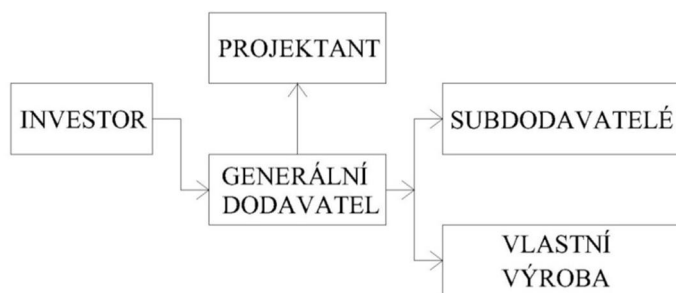 PROJEKTANT
INVESTOR
SUBDODAVATELÉ
GENERÁLNÍ
DODAVATEL
VLASTNÍ
VÝROBA